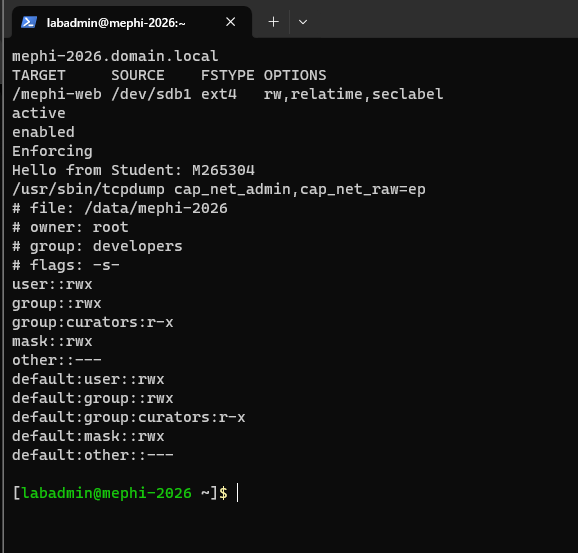 labadmin@mephi-2026:~
mephi-2026.domain.local
TARGET     SOURCE    FSTYPE OPTIONS
/mephi-web /dev/sdb1 ext4   rw,relatime,seclabel
active
enabled
Enforcing
Hello from Student: M265304
/usr/sbin/tcpdump cap_net_admin,cap_net_raw=ep
# file: /data/mephi-2026
# owner: root
# group: developers
# flags: -s-
user::rwx
group::rwx
group:curators:r-x
mask::rwx
other::---
default:user::rwx
default:group::rwx
default:group:curators:r-x
default:mask::rwx
default:other::---
[labadmin@mephi-2026 ~]$